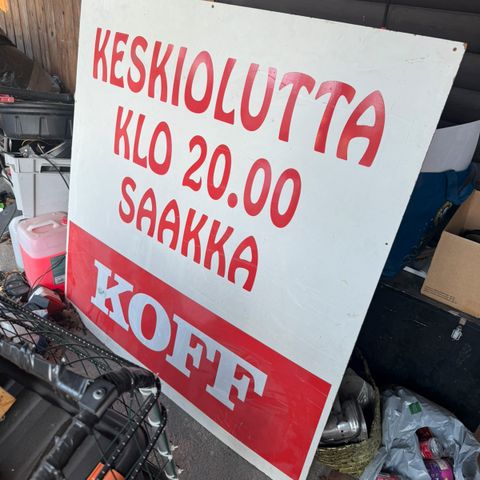 KESKIOLUTTA
KLO 20.00
SAAKKA
KOFF